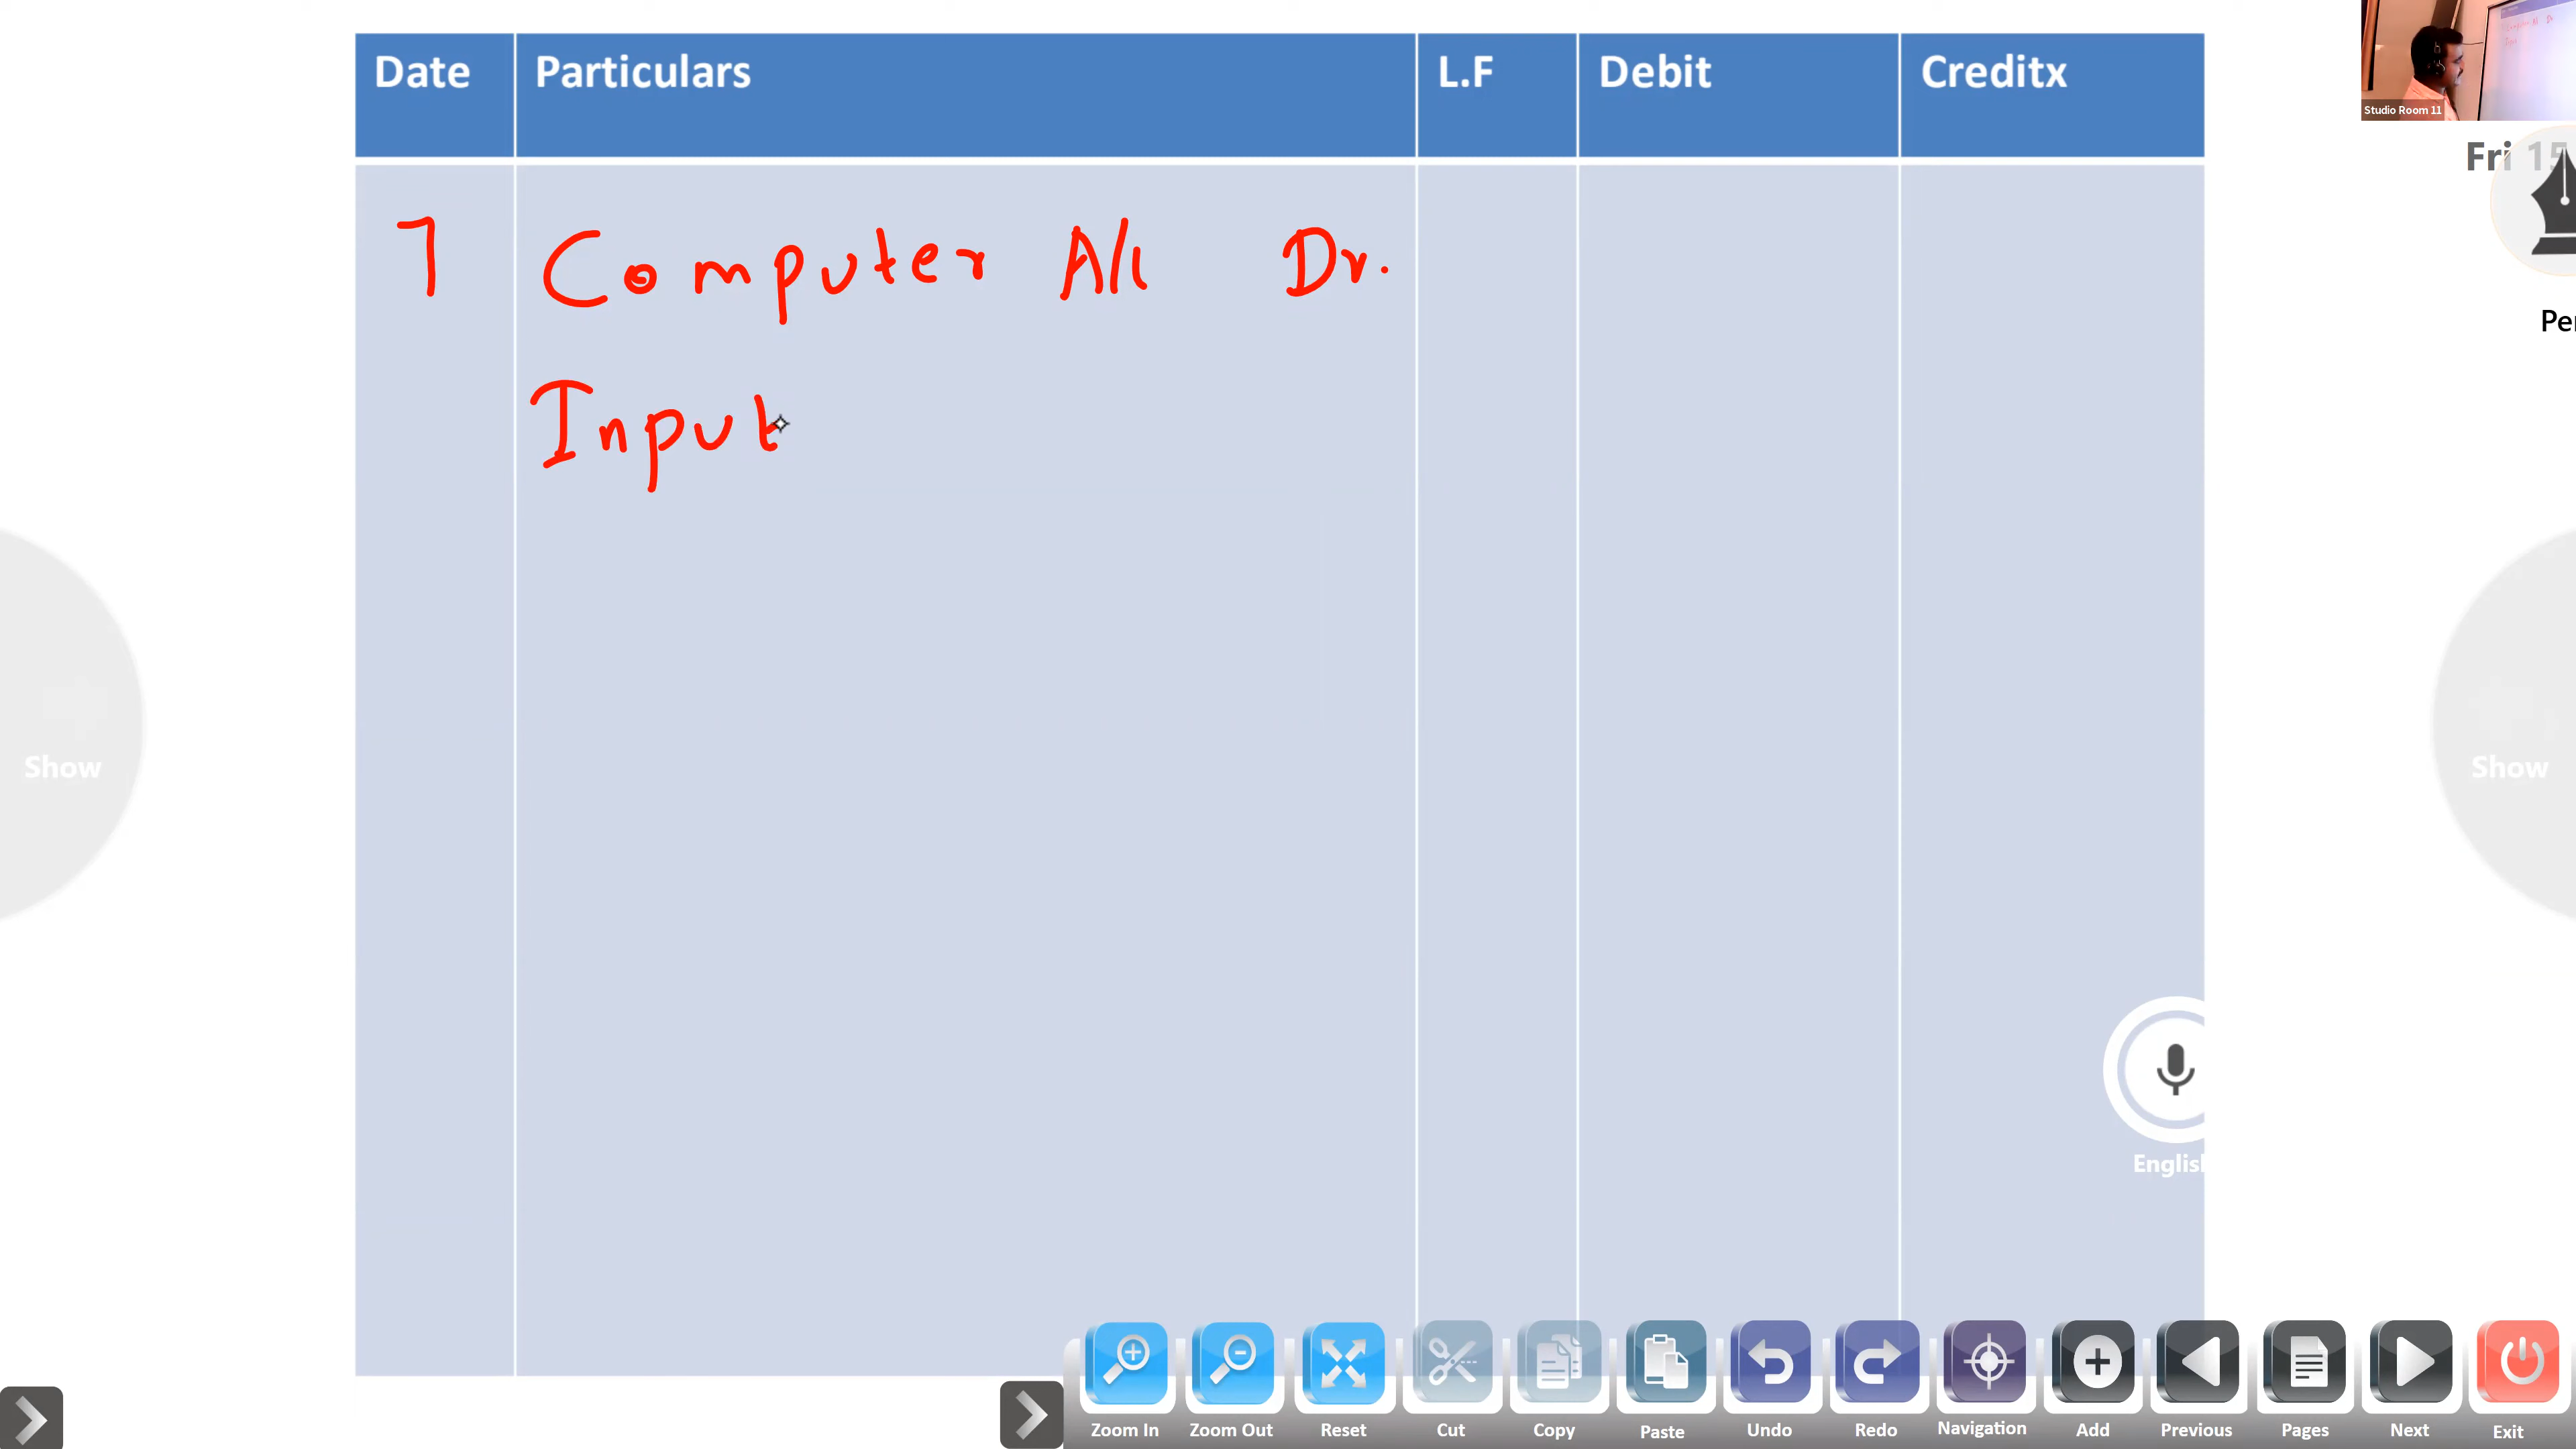 Date Particulars L.F Debit Creditx
Studio Room 11
Fri 15
7 Computer A/c Dr.
Pe
Input
Show Show
English
Zoom In Zoom Out Reset Cut Copy Paste Undo Redo Navigation Add Previous Pages Next Exit